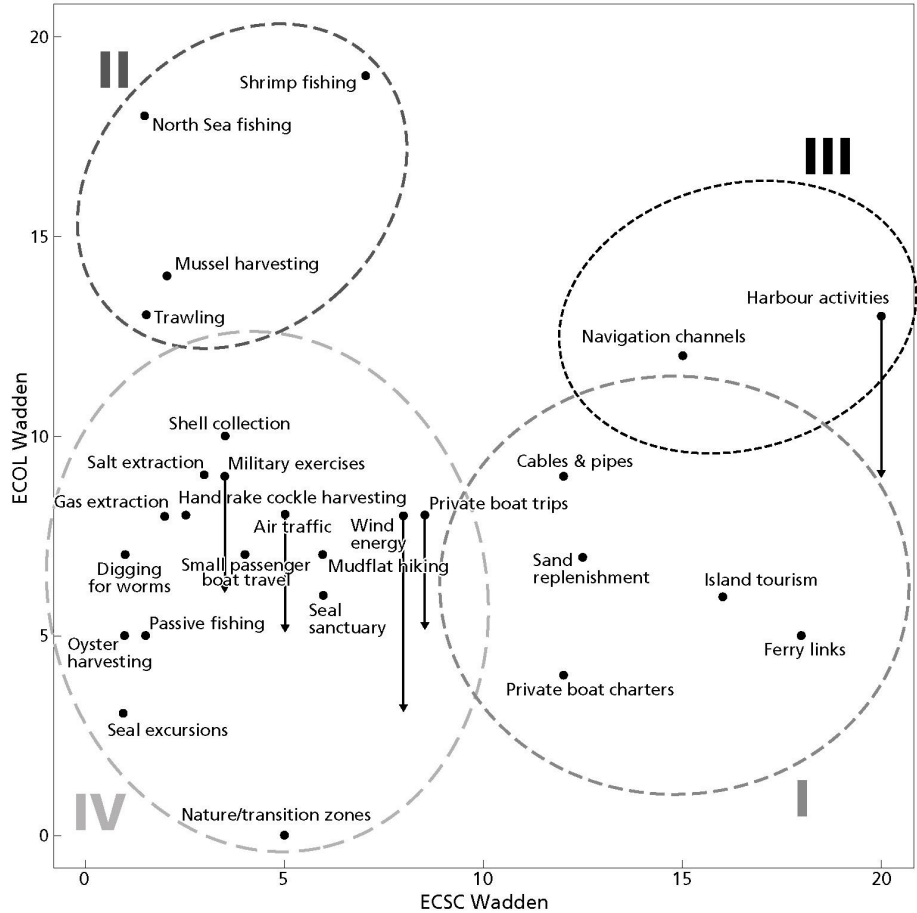 20
II
Shrimp fishing
North Sea fishing
III
15
Mussel harvesting
Harbour activities
Trawling
Navigation channels
ECOL Wadden
10
Shell collection
Salt extraction
Military exercises
Cables & pipes
Gas extraction
Hand rake cockle harvesting
Private boat trips
Air traffic
Wind
energy
Digging
for worms
Small passenger
boat travel
Mudflat hiking
Sand
replenishment
Island tourism
Seal
sanctuary
5
Passive fishing
Oyster
harvesting
Ferry links
Private boat charters
Seal excursions
IV
I
Nature/transition zones
0
0 5 10 15 20
ECSC Wadden